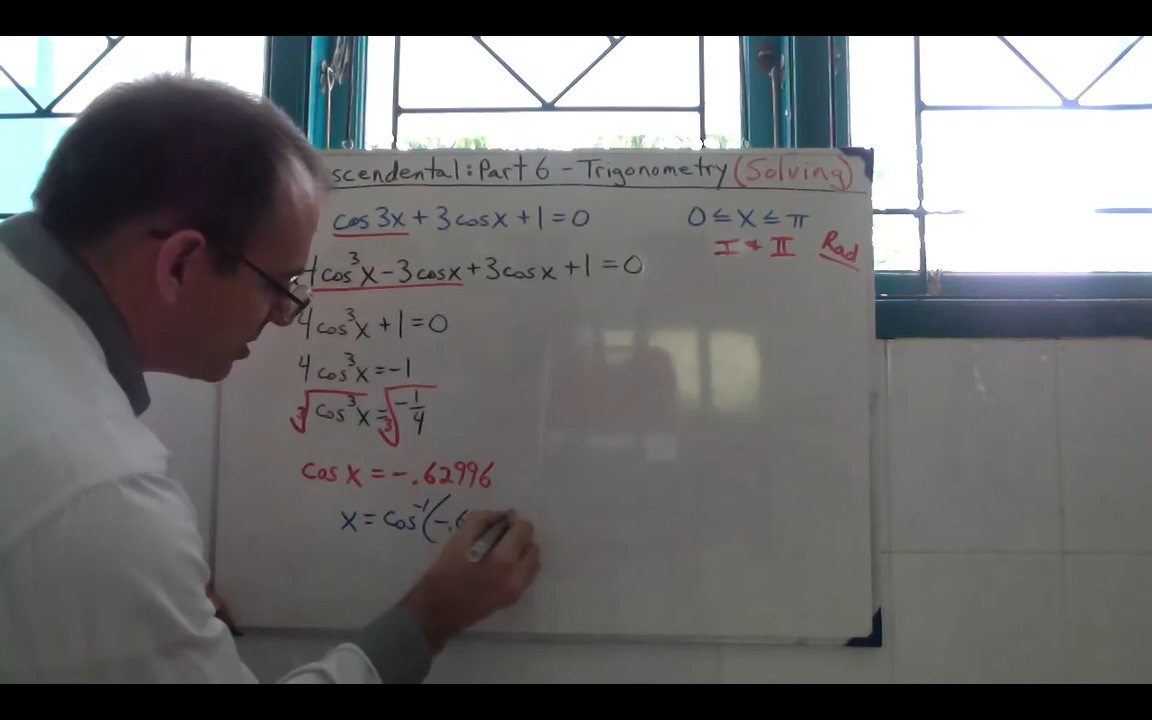 scendental: Part 6 - Trigonometry (Solving)
cos 3x + 3 cos x + 1 = 0
0 ≤ x ≤ π
I & II Rad
4 cos³x - 3 cos x + 3 cos x + 1 = 0
4 cos³x + 1 = 0
4 cos³x = -1
∛cos³x = ∛-1/4
cos x = -.62996
x = cos⁻¹(-.6